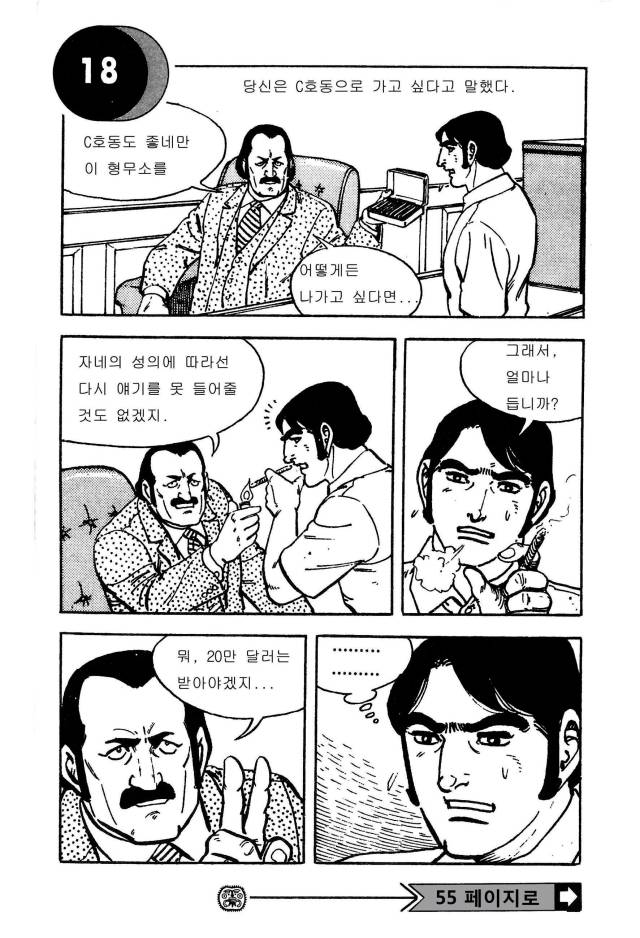 18
당신은 C호동으로 가고 싶다고 말했다.
C호동도 좋네만
이 형무소를
어떻게든
나가고 싶다면...
자네의 성의에 따라선
다시 얘기를 못 들어줄
것도 없겠지.
그래서,
얼마나
듭니까?
뭐, 20만 달러는
받아야겠지...
.........
.........
55 페이지로